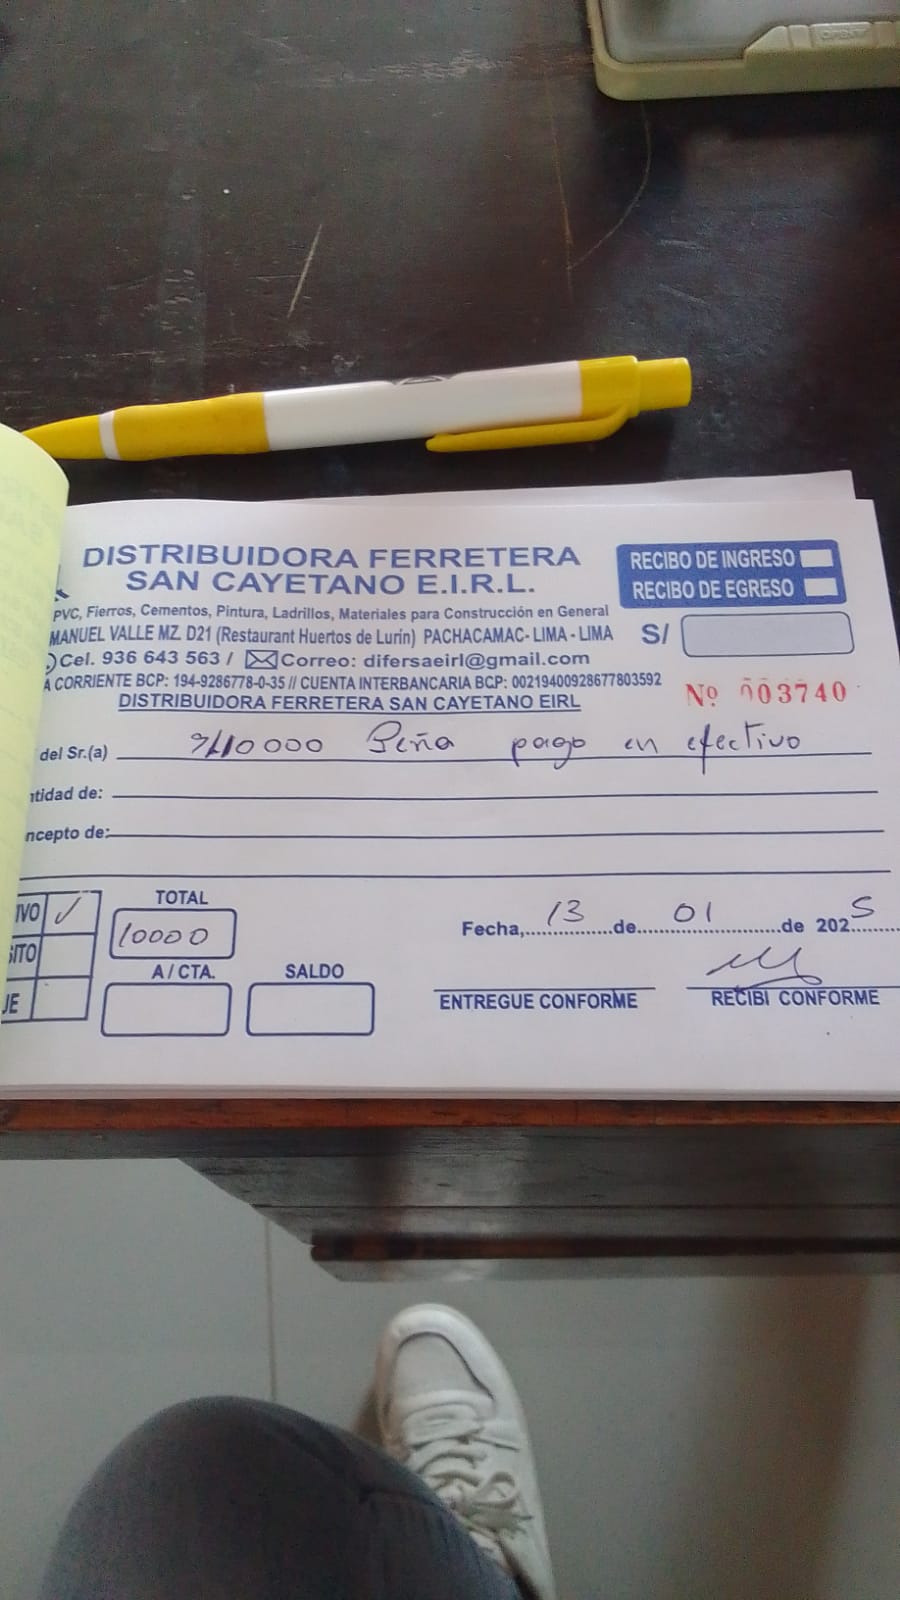 DISTRIBUIDORA FERRETERA
SAN CAYETANO E.I.R.L.
PVC, Fierros, Cementos, Pintura, Ladrillos, Materiales para Construcción en General
MANUEL VALLE MZ. D21 (Restaurant Huertos de Lurín) PACHACAMAC- LIMA - LIMA
Cel. 936 643 563 / Correo: difersaeirl@gmail.com
A CORRIENTE BCP: 194-9286778-0-35 // CUENTA INTERBANCARIA BCP: 00219400928677803592
DISTRIBUIDORA FERRETERA SAN CAYETANO EIRL
RECIBO DE INGRESO
RECIBO DE EGRESO
S/
Nº 003740
del Sr.(a) S/10000 Peña pago en efectivo
ntidad de:
ncepto de:
IVO ✓
SITO
UE
TOTAL
10000
A / CTA. SALDO
Fecha, 13 de 01 de 2025
ENTREGUE CONFORME RECIBI CONFORME